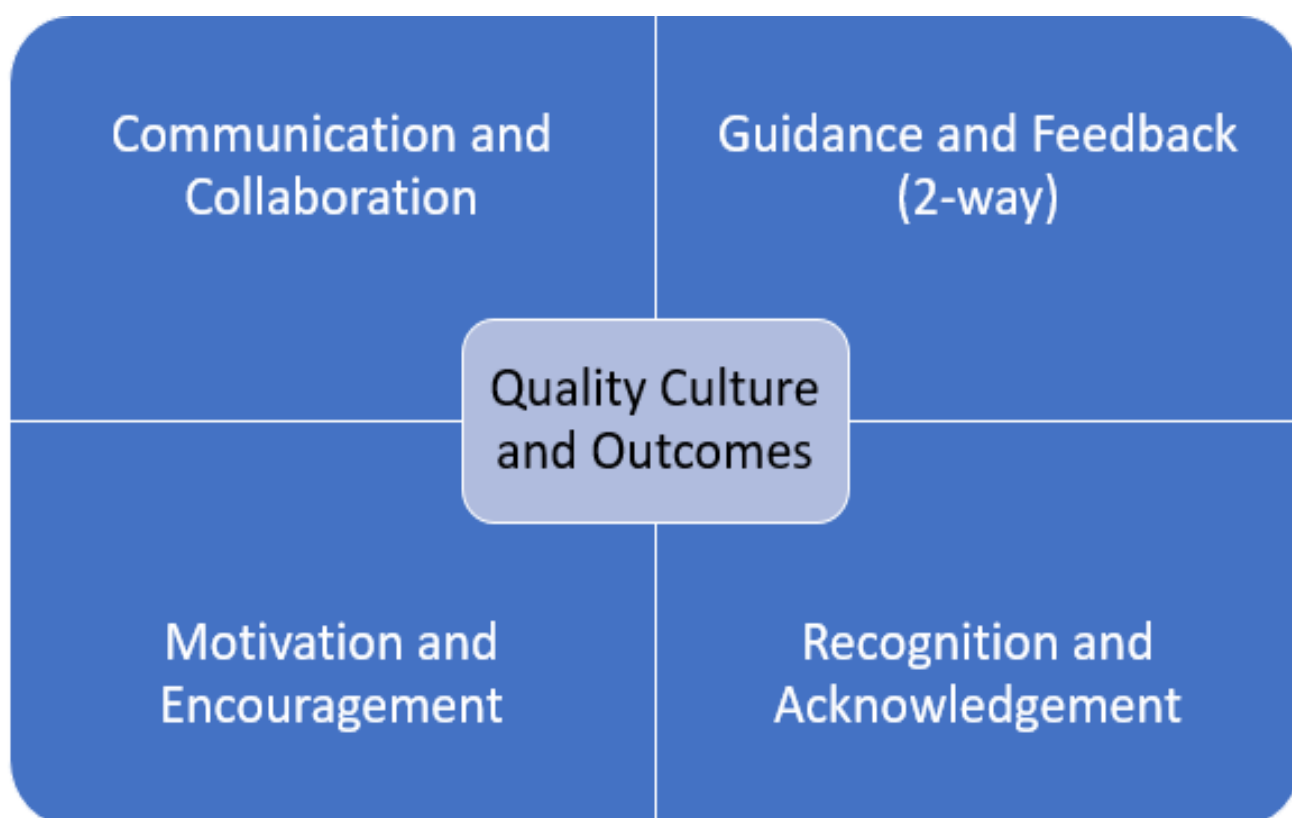 Communication and
Collaboration
Guidance and Feedback
(2-way)
Quality Culture
and Outcomes
Motivation and
Encouragement
Recognition and
Acknowledgement